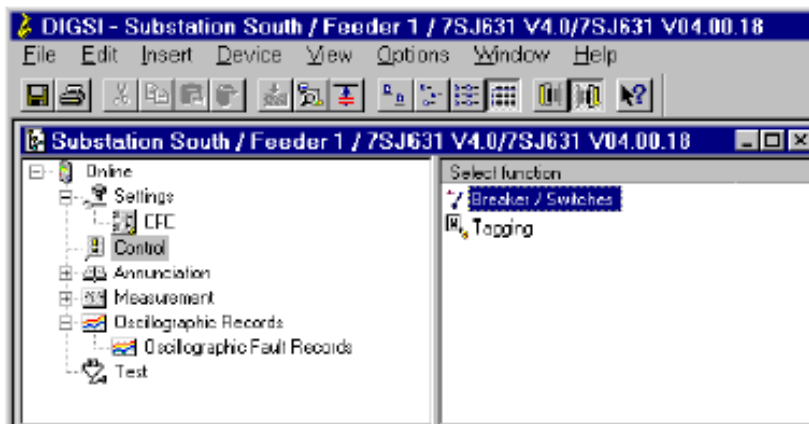 DIGSI - Substation South / Feeder 1 / 7SJ631 V4.0/7SJ631 V04.00.18
File Edit Insert Device View Options Window Help
Substation South / Feeder 1 / 7SJ631 V4.0/7SJ631 V04.00.18
Online
Settings
CFC
Control
Annunciation
Measurement
Oscillographic Records
Oscillographic Fault Records
Test
Select function
Breaker / Switches
Tagging